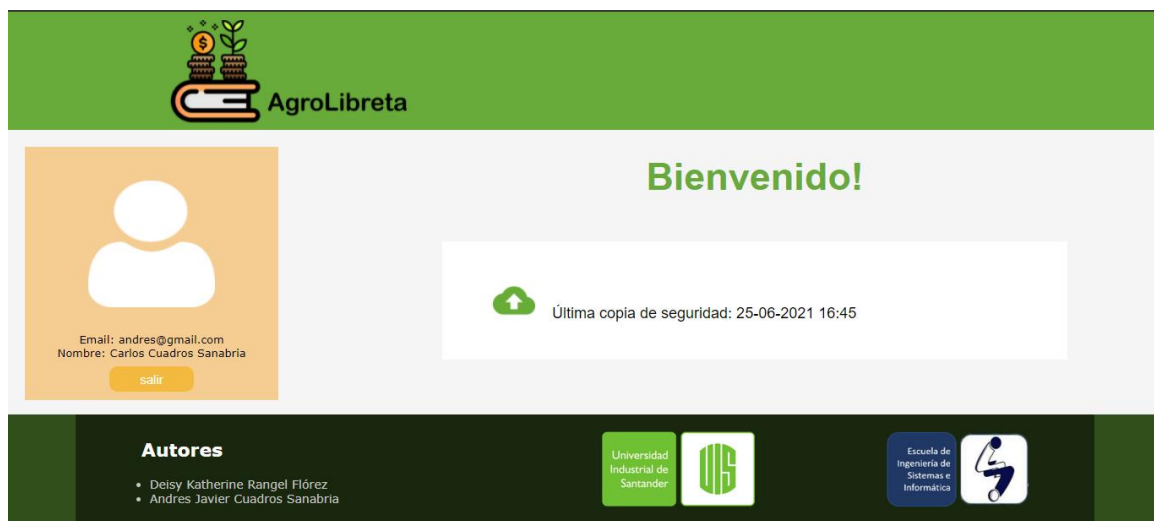 AgroLibreta
Bienvenido!
Última copia de seguridad: 25-06-2021 16:45
Email: andres@gmail.com
Nombre: Carlos Cuadros Sanabria
salir
Autores
• Deisy Katherine Rangel Flórez
• Andres Javier Cuadros Sanabria
Universidad
Industrial de
Santander
UIS
Escuela de
Ingeniería de
Sistemas e
Informática